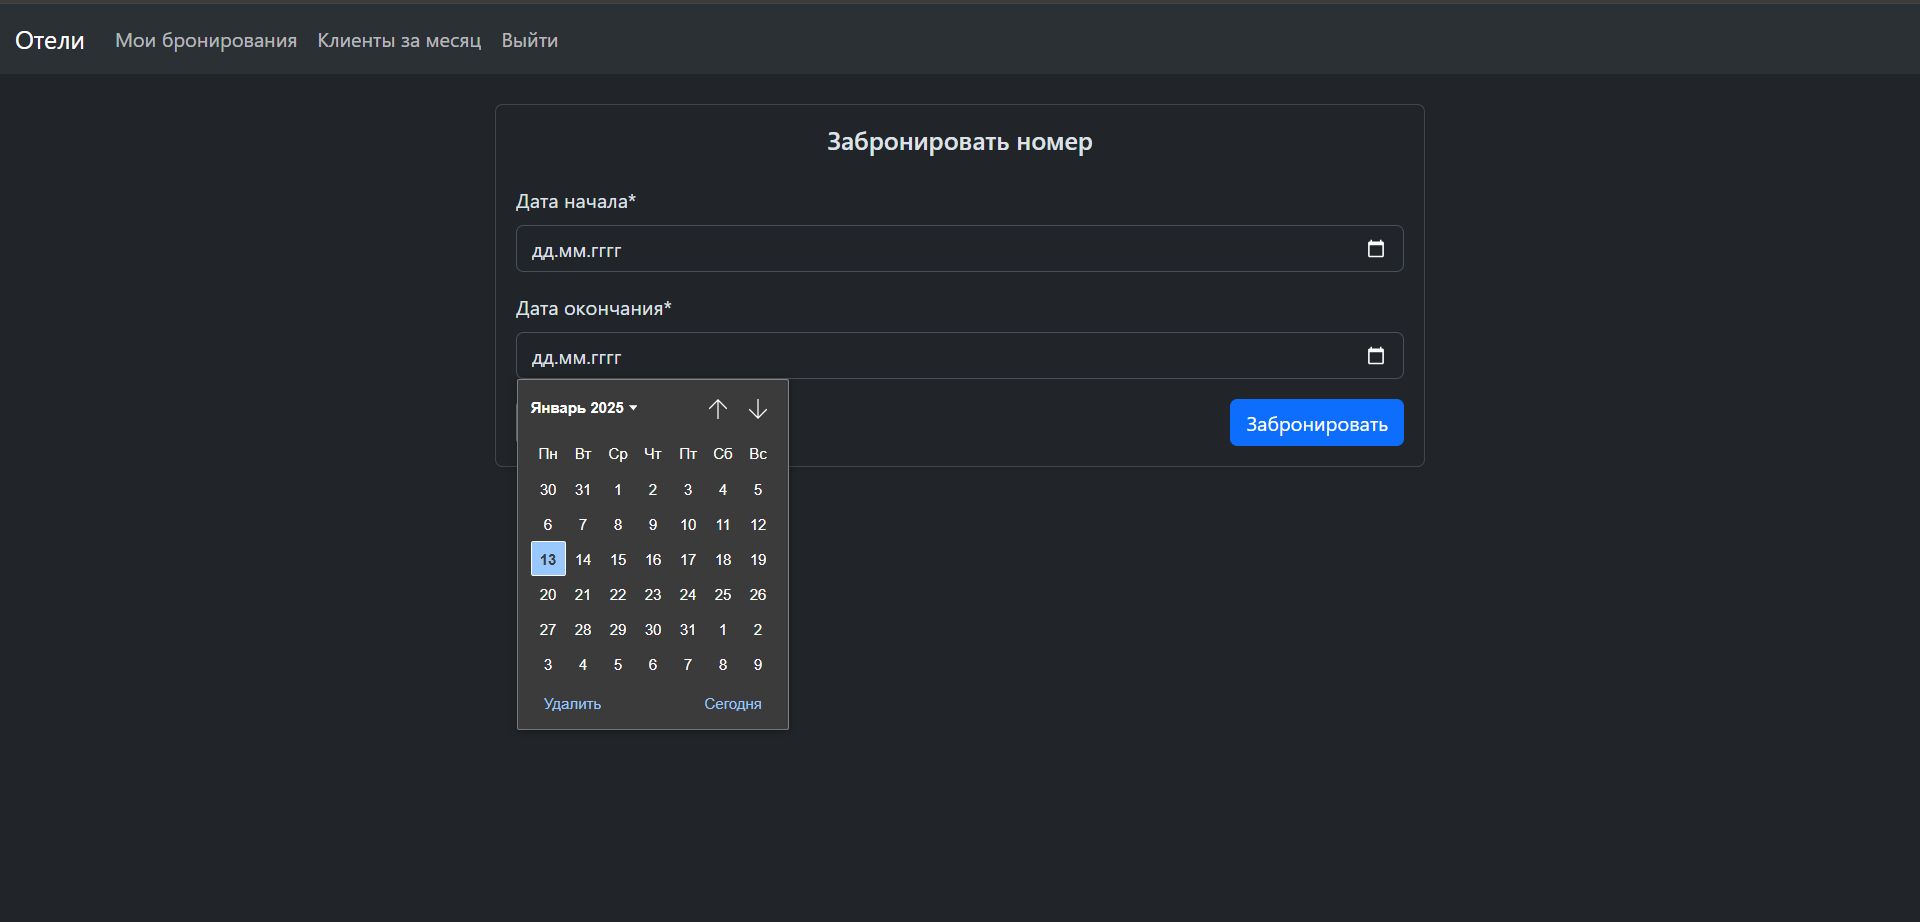 Отели Мои бронирования Клиенты за месяц Выйти
Забронировать номер
Дата начала*
дд.мм.гггг
Дата окончания*
дд.мм.гггг
Январь 2025
Пн Вт Ср Чт Пт Сб Вс
30 31 1 2 3 4 5
6 7 8 9 10 11 12
13 14 15 16 17 18 19
20 21 22 23 24 25 26
27 28 29 30 31 1 2
3 4 5 6 7 8 9
Удалить Сегодня
Забронировать